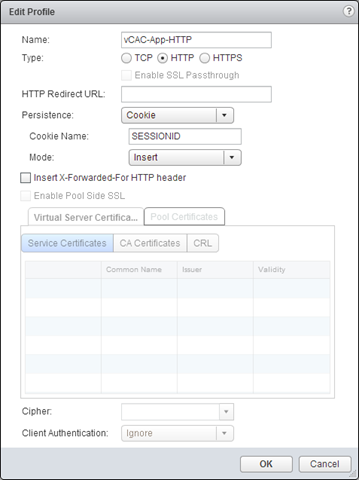 Edit Profile
Name: vCAC-App-HTTP
Type: TCP HTTP HTTPS
Enable SSL Passthrough
HTTP Redirect URL:
Persistence: Cookie
Cookie Name: SESSIONID
Mode: Insert
Insert X-Forwarded-For HTTP header
Enable Pool Side SSL
Virtual Server Certifica... Pool Certificates
Service Certificates CA Certificates CRL
Common Name Issuer Validity
Cipher:
Client Authentication: Ignore
OK Cancel